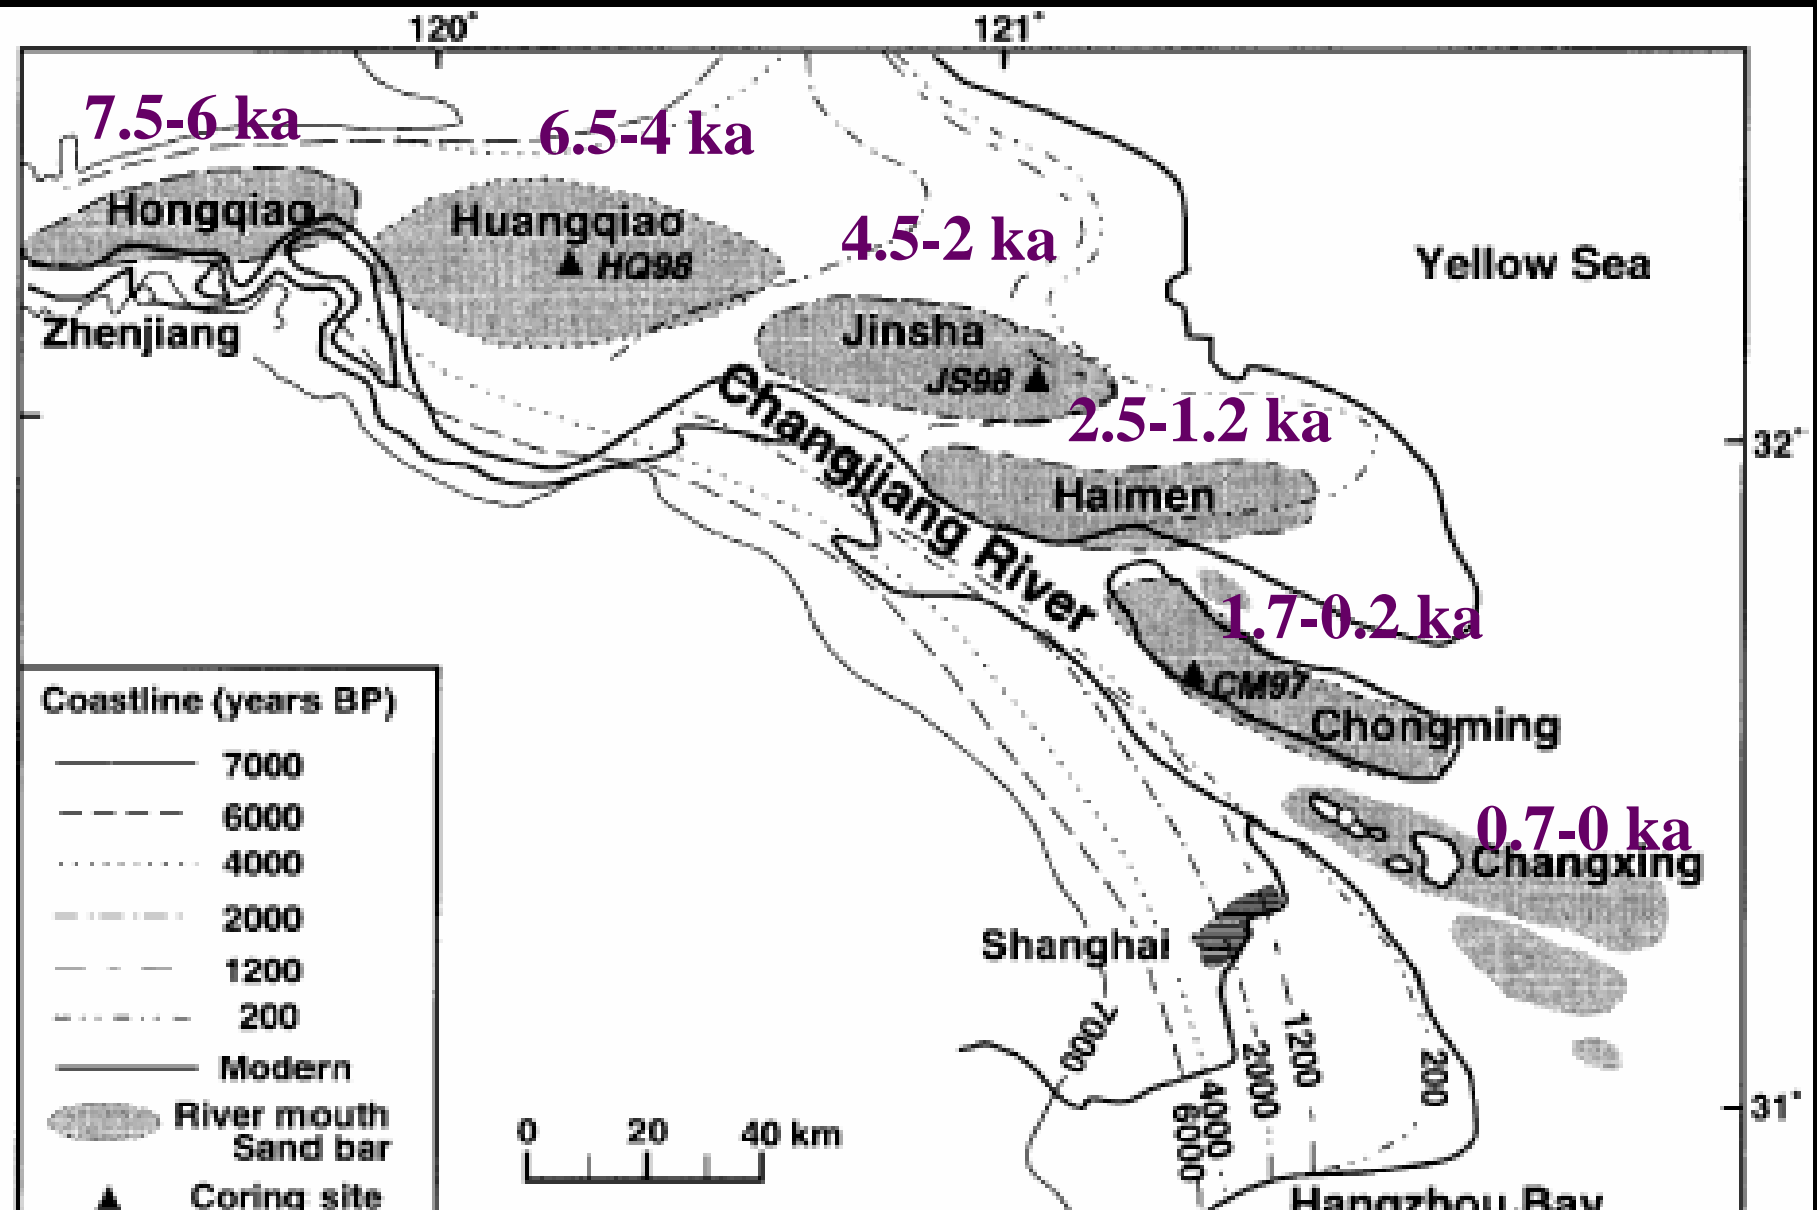 120°
121°
7.5-6 ka
6.5-4 ka
Hongqiao
Huangqiao
HQ98
4.5-2 ka
Yellow Sea
Zhenjiang
Jinsha
JS98
2.5-1.2 ka
32°
Changjiang River
Haimen
1.7-0.2 ka
CM97
Chongming
0.7-0 ka
Changxing
Shanghai
Coastline (years BP)
7000
6000
4000
2000
1200
200
Modern
River mouth
Sand bar
Coring site
0 20 40 km
7000
6000
4000
2000
1200
200
31°
Hangzhou Bay